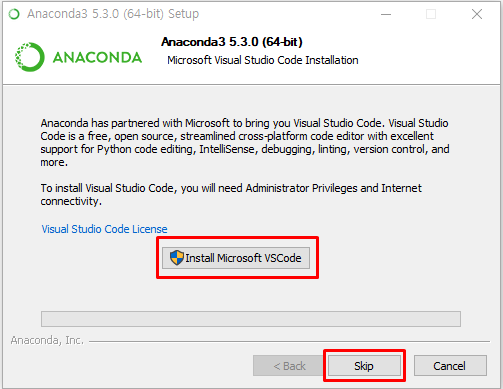 Anaconda3 5.3.0 (64-bit) Setup
ANACONDA
Anaconda3 5.3.0 (64-bit)
Microsoft Visual Studio Code Installation
Anaconda has partnered with Microsoft to bring you Visual Studio Code. Visual Studio
Code is a free, open source, streamlined cross-platform code editor with excellent
support for Python code editing, IntelliSense, debugging, linting, version control, and
more.
To install Visual Studio Code, you will need Administrator Privileges and Internet
connectivity.
Visual Studio Code License
Install Microsoft VSCode
Anaconda, Inc.
< Back
Skip
Cancel